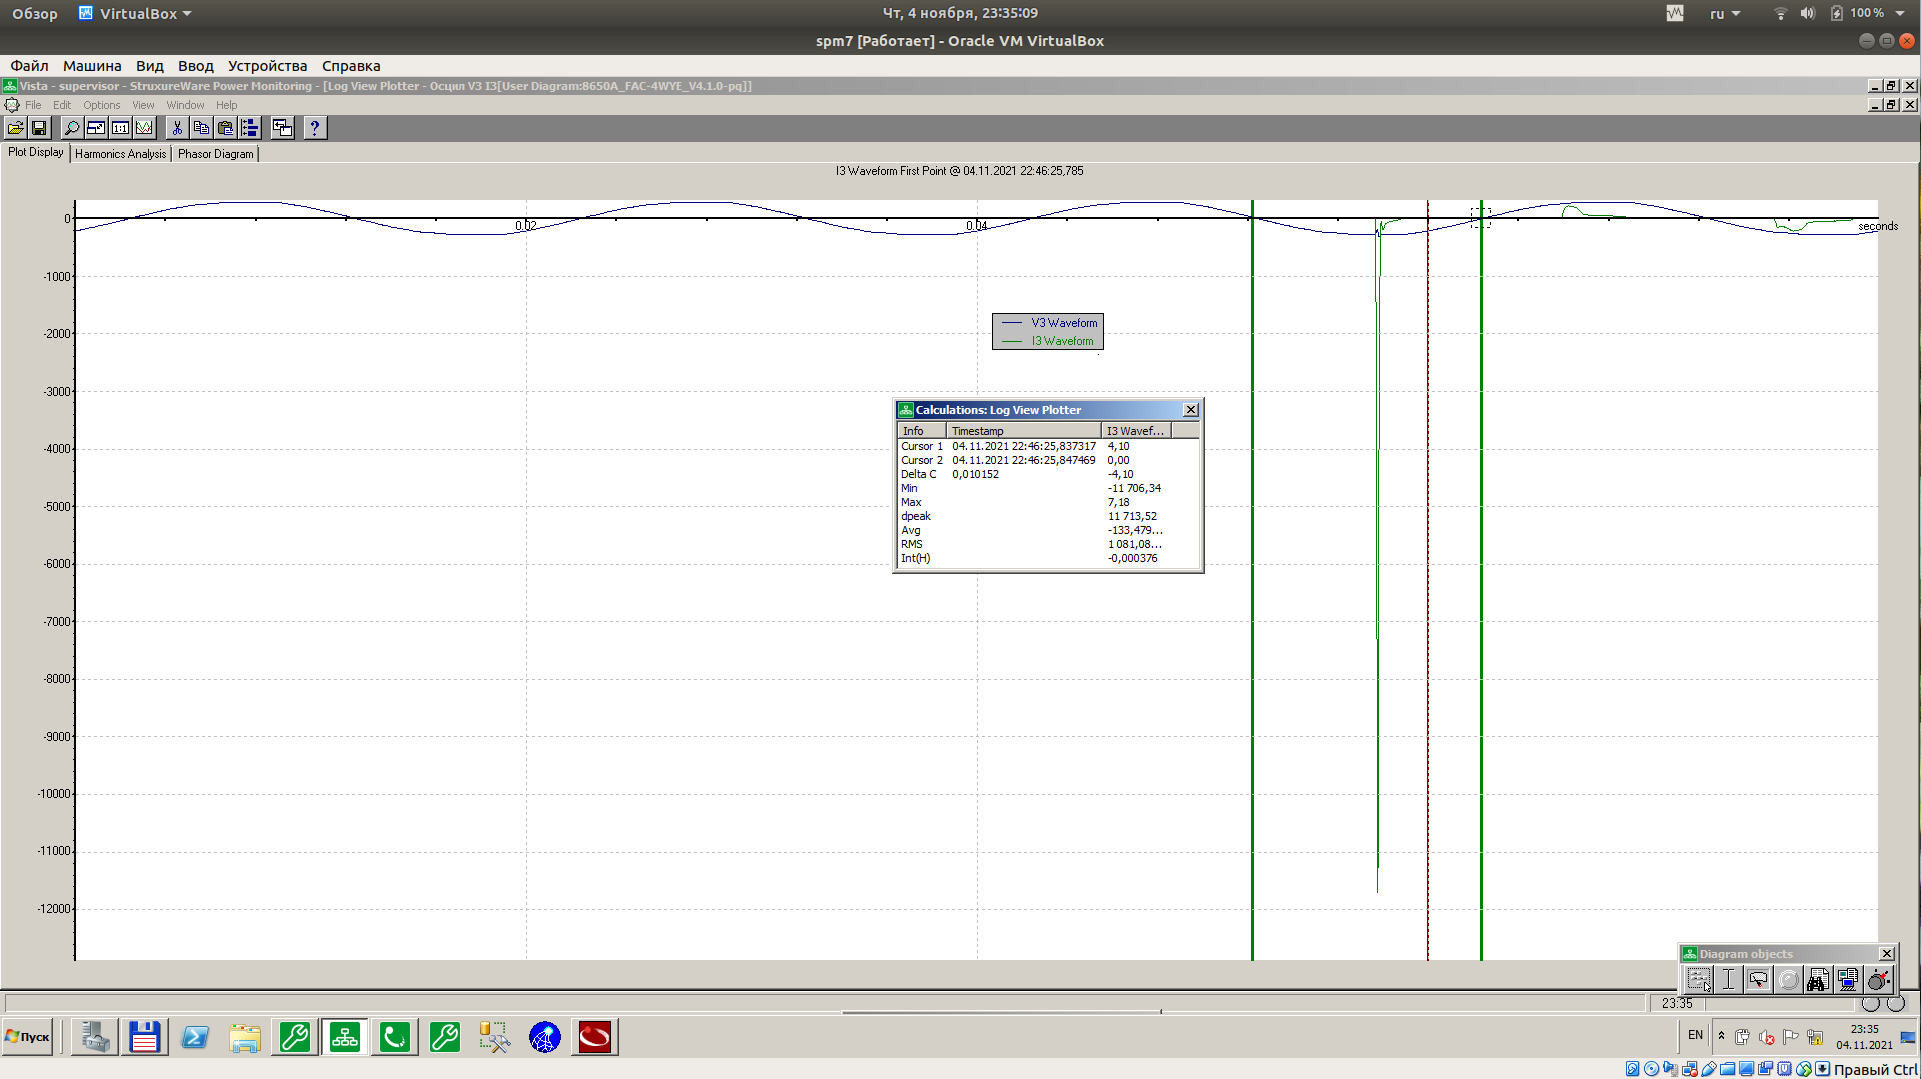 Обзор VirtualBox Чт, 4 ноября, 23:35:09 ru 100 %
spm7 [Работает] - Oracle VM VirtualBox
Файл Машина Вид Ввод Устройства Справка
Vista - supervisor - StruxureWare Power Monitoring - [Log View Plotter - Осцил V3 I3[User Diagram:8650A_FAC-4WYE_V4.1.0-pq]]
File Edit Options View Window Help
1:1 ?
Plot Display Harmonics Analysis Phasor Diagram
I3 Waveform First Point @ 04.11.2021 22:46:25,785
0
0.02 0.04 seconds
-1000
-2000
V3 Waveform
I3 Waveform
-3000
-4000
-5000
-6000
-7000
-8000
-9000
-10000
-11000
-12000
Calculations: Log View Plotter
Info Timestamp I3 Wavef...
Cursor 1 04.11.2021 22:46:25,837317 4,10
Cursor 2 04.11.2021 22:46:25,847469 0,00
Delta C 0,010152 -4,10
Min -11 706,34
Max 7,18
dpeak 11 713,52
Avg -133,479...
RMS 1 081,08...
Int(H) -0,000376
Diagram objects
23:35
Пуск EN 23:35
04.11.2021
Правый Ctrl